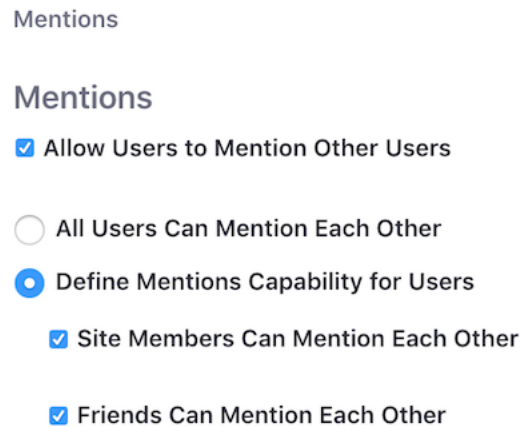 Mentions
Mentions
Allow Users to Mention Other Users
All Users Can Mention Each Other
Define Mentions Capability for Users
Site Members Can Mention Each Other
Friends Can Mention Each Other